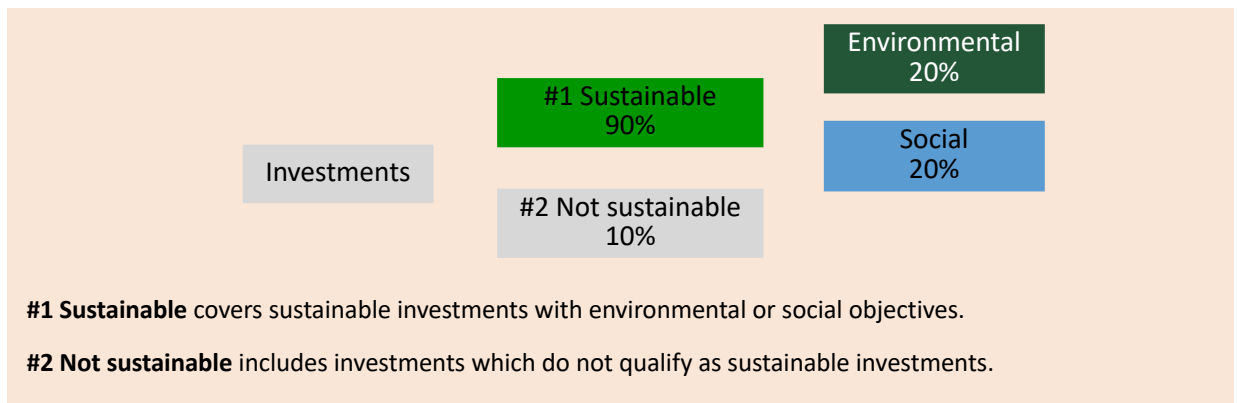 Investments
#1 Sustainable
90%
#2 Not sustainable
10%
Environmental
20%
Social
20%
#1 Sustainable covers sustainable investments with environmental or social objectives.
#2 Not sustainable includes investments which do not qualify as sustainable investments.